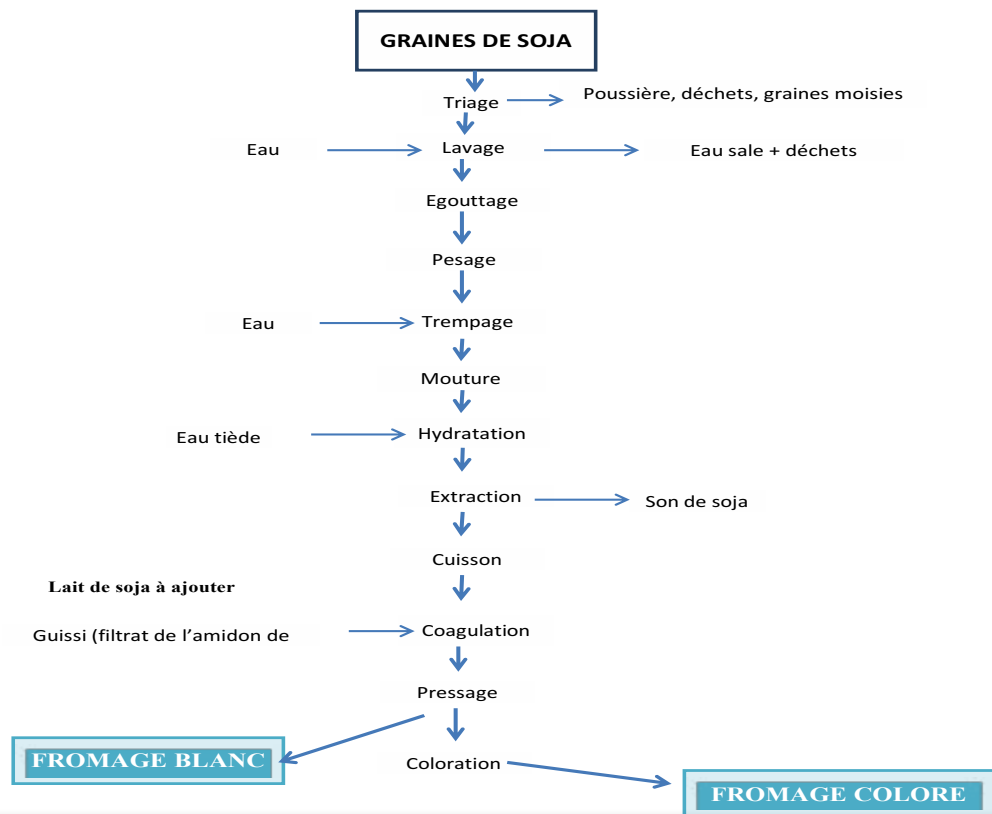 GRAINES DE SOJA
Triage
Poussière, déchets, graines moisies
Eau
Lavage
Eau sale + déchets
Egouttage
Pesage
Eau
Trempage
Mouture
Eau tiède
Hydratation
Extraction
Son de soja
Cuisson
Lait de soja à ajouter
Guissi (filtrat de l’amidon de
Coagulation
Pressage
FROMAGE BLANC
Coloration
FROMAGE COLORE